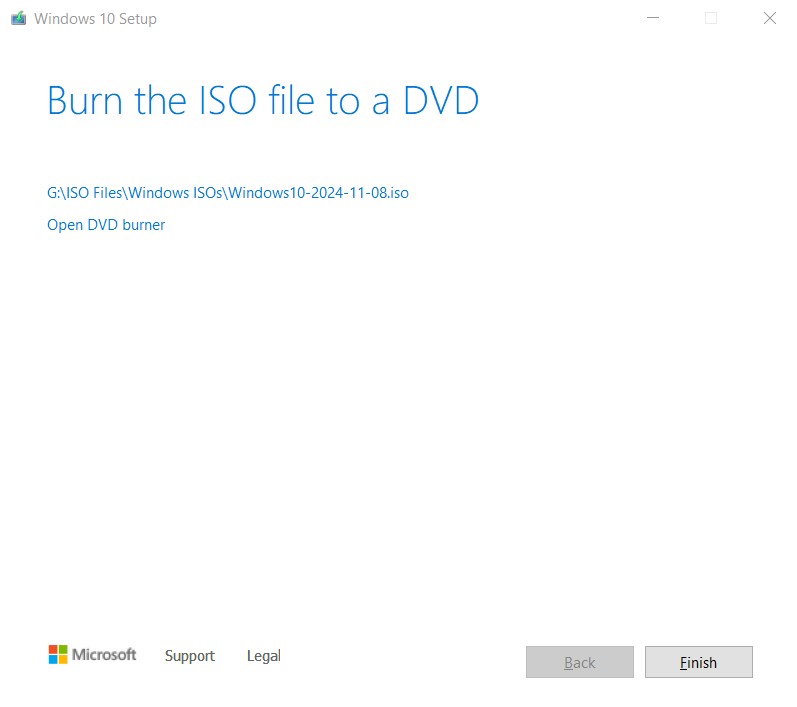 Windows 10 Setup
Burn the ISO file to a DVD
G:\ISO Files\Windows ISOs\Windows10-2024-11-08.iso
Open DVD burner
Microsoft Support Legal Back Finish